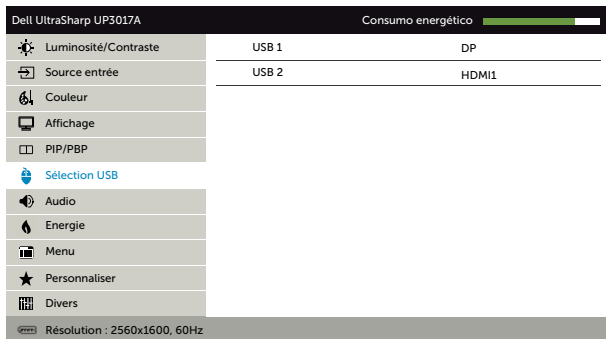 Dell UltraSharp UP3017A Consumo energético
Luminosité/Contraste USB 1 DP
Source entrée USB 2 HDMI1
Couleur
Affichage
PIP/PBP
Sélection USB
Audio
Energie
Menu
Personnaliser
Divers
Résolution : 2560x1600, 60Hz